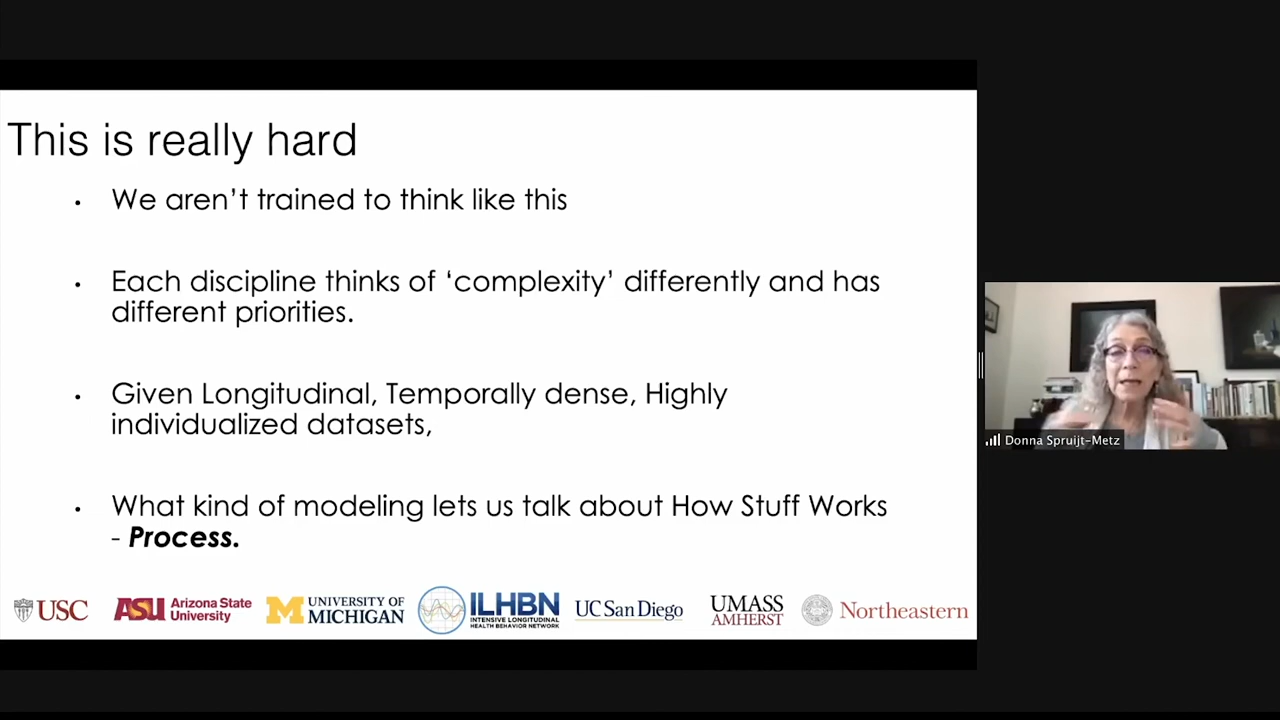 This is really hard
• We aren’t trained to think like this
• Each discipline thinks of ‘complexity’ differently and has
different priorities.
• Given Longitudinal, Temporally dense, Highly
individualized datasets,
• What kind of modeling lets us talk about How Stuff Works
- Process.
USC
ASU Arizona State
University
M UNIVERSITY OF
MICHIGAN
ILHBN
INTENSIVE LONGITUDINAL
HEALTH BEHAVIOR NETWORK
UC San Diego
UMASS
AMHERST
Northeastern
Donna Spruijt-Metz